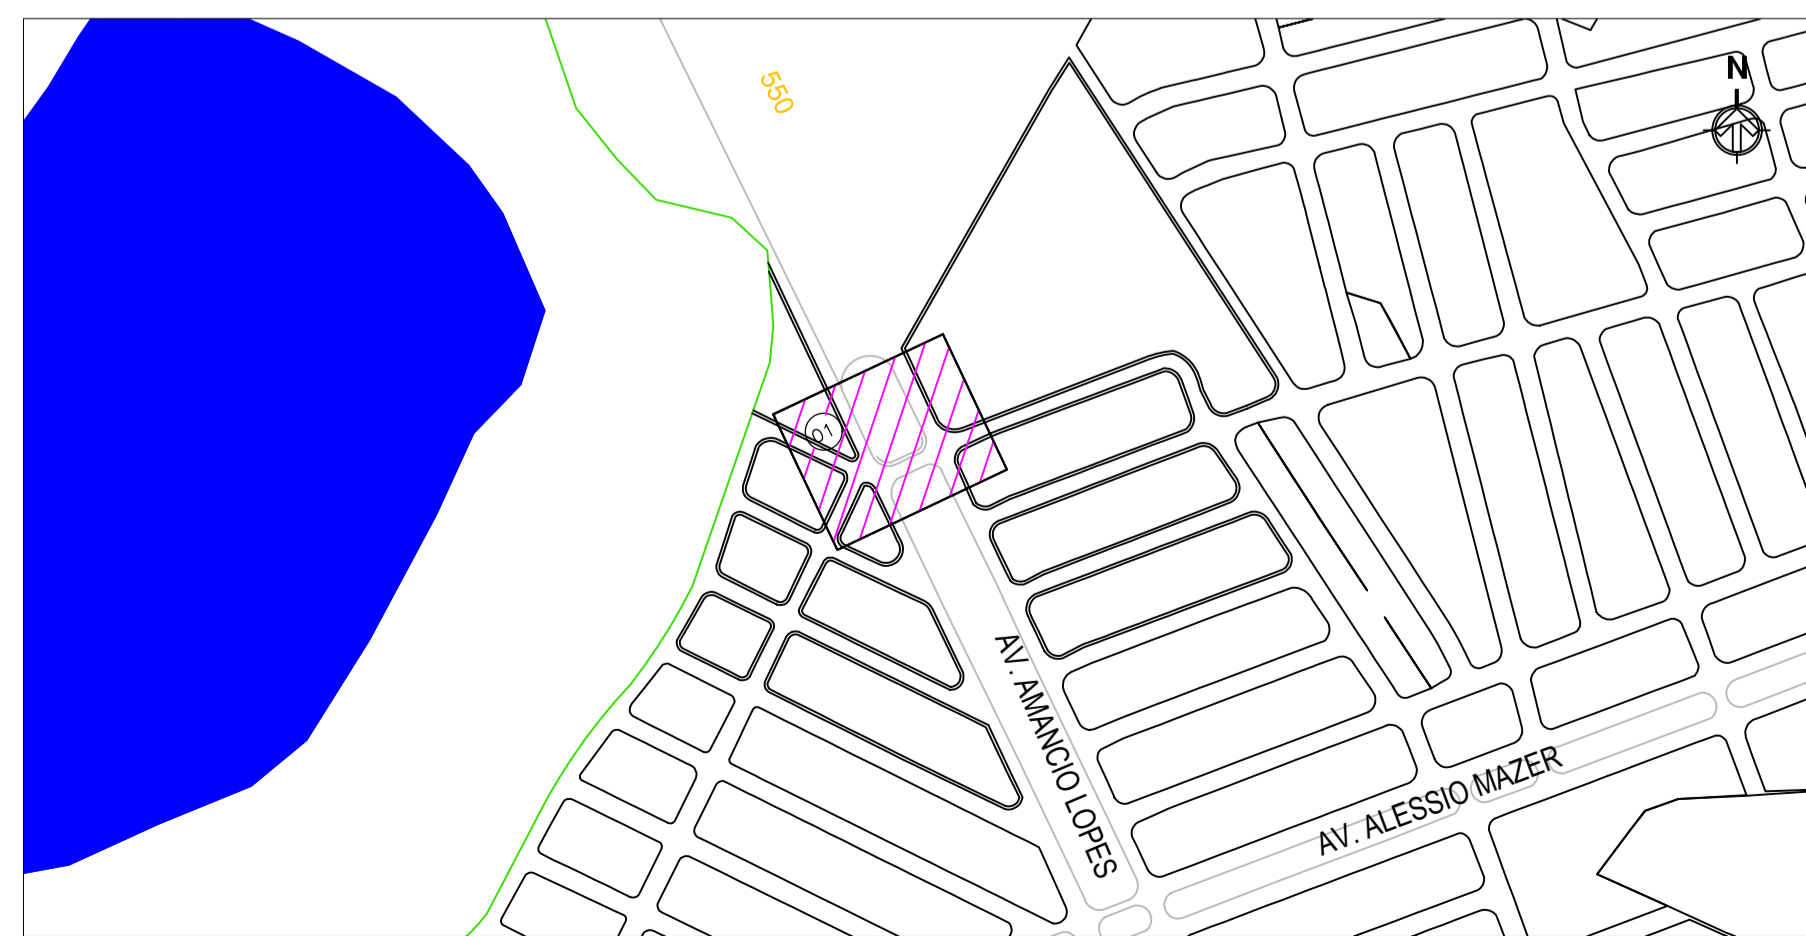 N
550
01
AV. AMANCIO LOPES
AV. ALESSIO MAZER